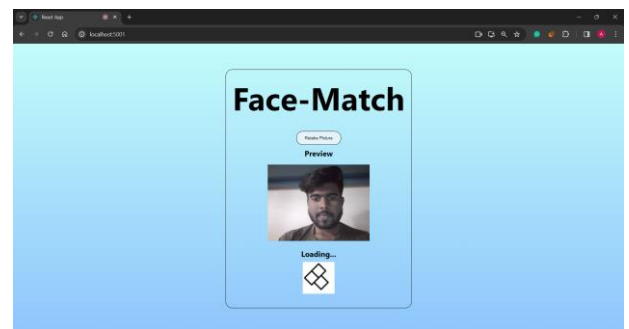 React App
localhost:5001
Face-Match
Retake Picture
Preview
Loading...